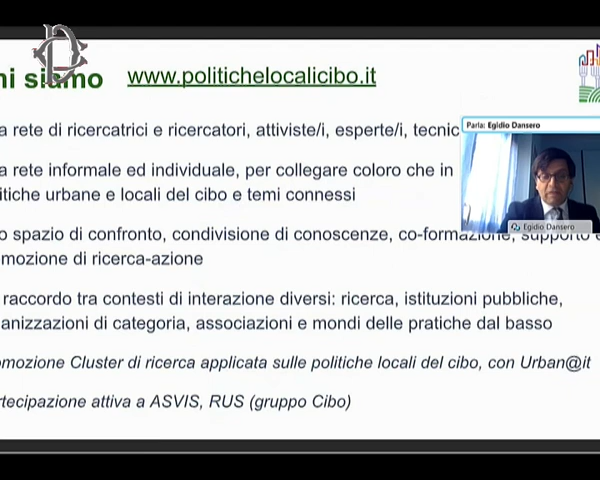 ni siamo www.politichelocalicibo.it
a rete di ricercatrici e ricercatori, attiviste/i, esperte/i, tecnic
Parla: Egidio Dansero
a rete informale ed individuale, per collegare coloro che in
itiche urbane e locali del cibo e temi connessi
Egidio Dansero
o spazio di confronto, condivisione di conoscenze, co-formazione, supporto e
mozione di ricerca-azione
raccordo tra contesti di interazione diversi: ricerca, istituzioni pubbliche,
anizzazioni di categoria, associazioni e mondi delle pratiche dal basso
omozione Cluster di ricerca applicata sulle politiche locali del cibo, con Urban@it
rtecipazione attiva a ASVIS, RUS (gruppo Cibo)